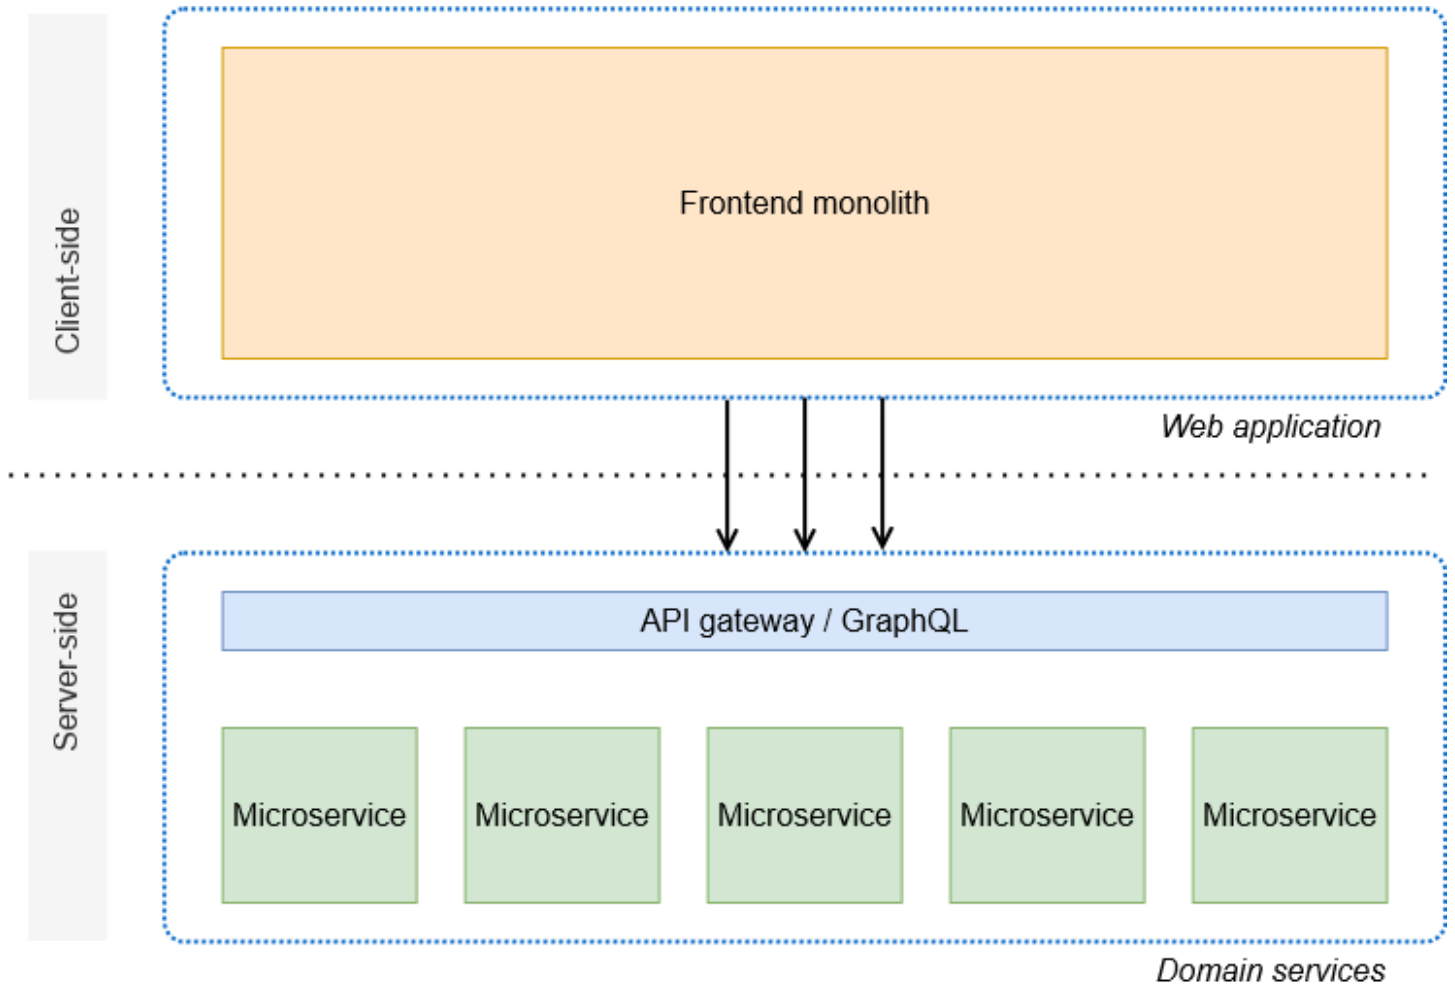 Client-side
Frontend monolith
Web application
Server-side
API gateway / GraphQL
Microservice
Microservice
Microservice
Microservice
Microservice
Domain services